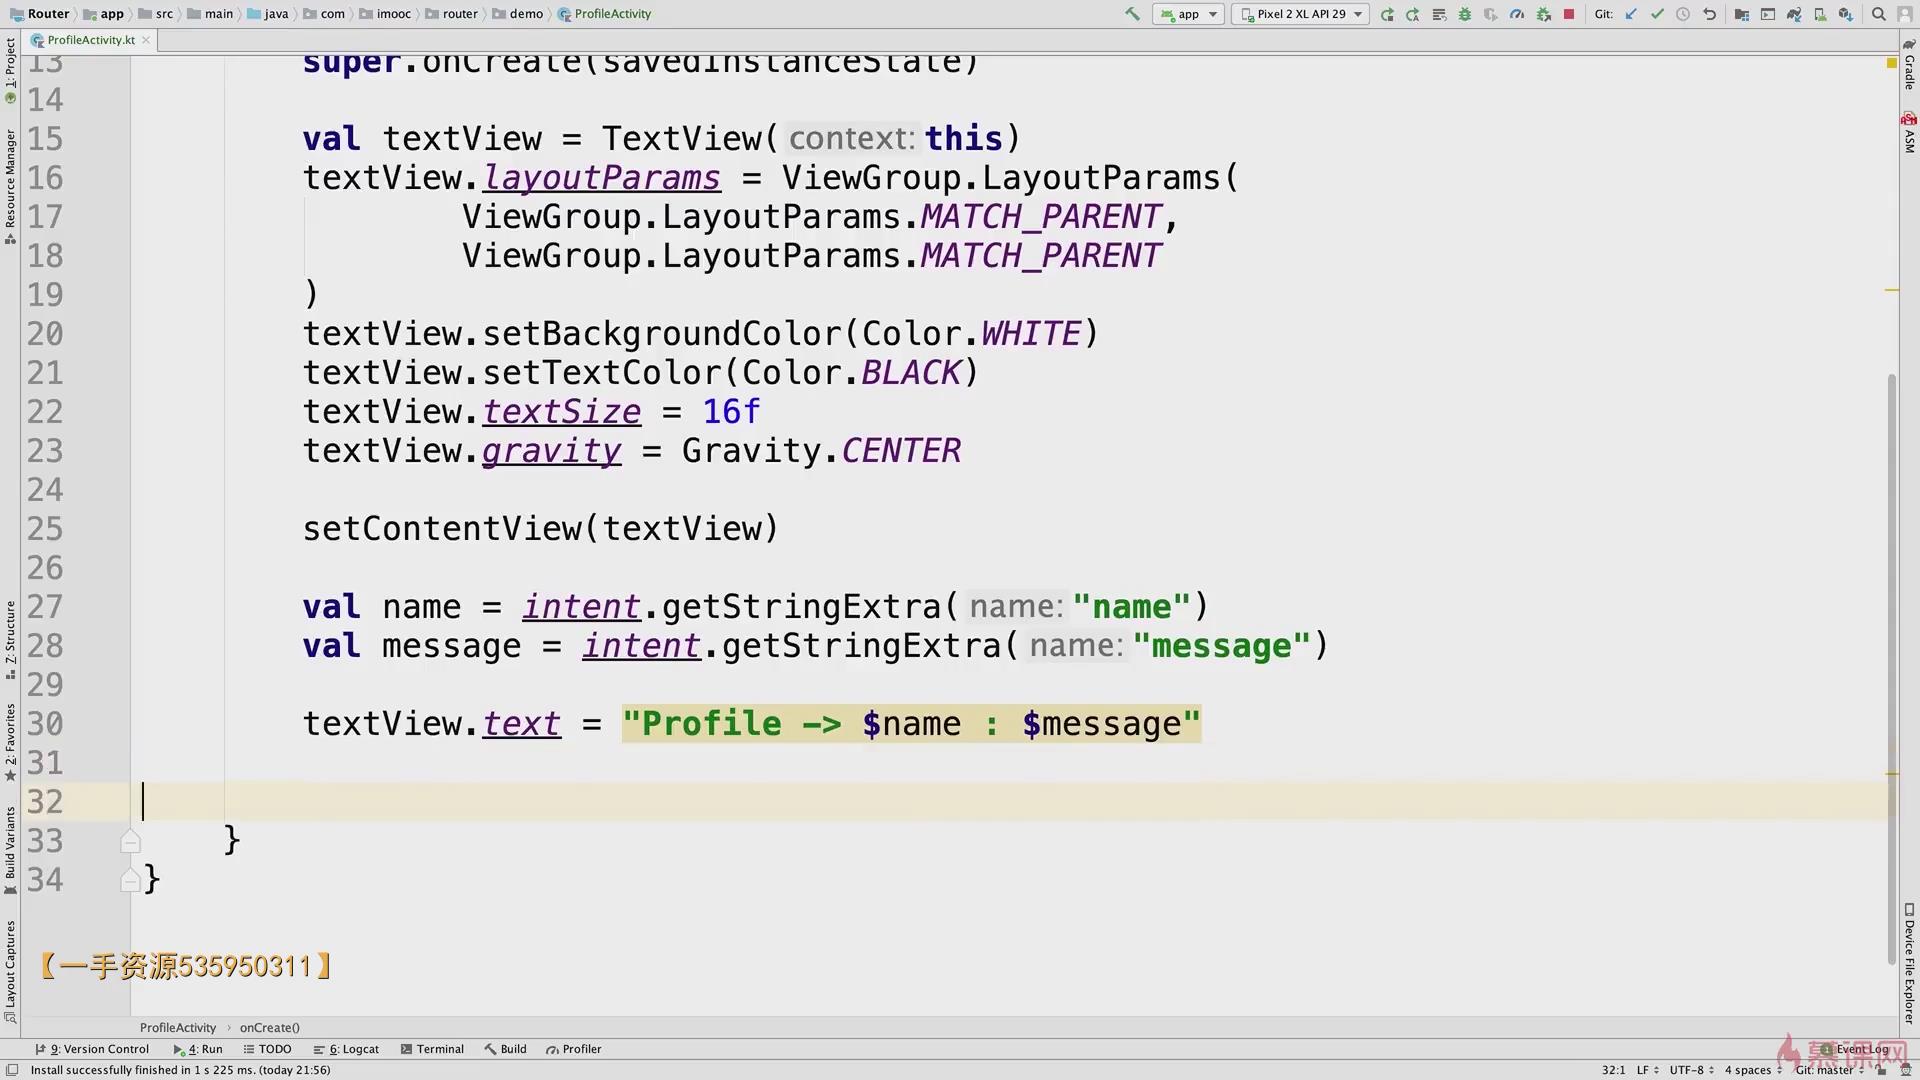 Router app src main java com imooc router demo ProfileActivity app Pixel 2 XL API 29 Git:
ProfileActivity.kt
1: Project
Resource Manager
Z: Structure
2: Favorites
Build Variants
Layout Captures
13 super.onCreate(savedInstanceState)
14
15 val textView = TextView( context: this)
16 textView.layoutParams = ViewGroup.LayoutParams(
17 ViewGroup.LayoutParams.MATCH_PARENT,
18 ViewGroup.LayoutParams.MATCH_PARENT
19 )
20 textView.setBackgroundColor(Color.WHITE)
21 textView.setTextColor(Color.BLACK)
22 textView.textSize = 16f
23 textView.gravity = Gravity.CENTER
24
25 setContentView(textView)
26
27 val name = intent.getStringExtra( name: "name")
28 val message = intent.getStringExtra( name: "message")
29
30 textView.text = "Profile -> $name : $message"
31
32
33 }
34 }
Gradle
ASM
Device File Explorer
【一手资源535950311】
ProfileActivity › onCreate()
9: Version Control 4: Run TODO 6: Logcat Terminal Build Profiler Event Log
慕课网
Install successfully finished in 1 s 225 ms. (today 21:56) 32:1 LF UTF-8 4 spaces Git: master